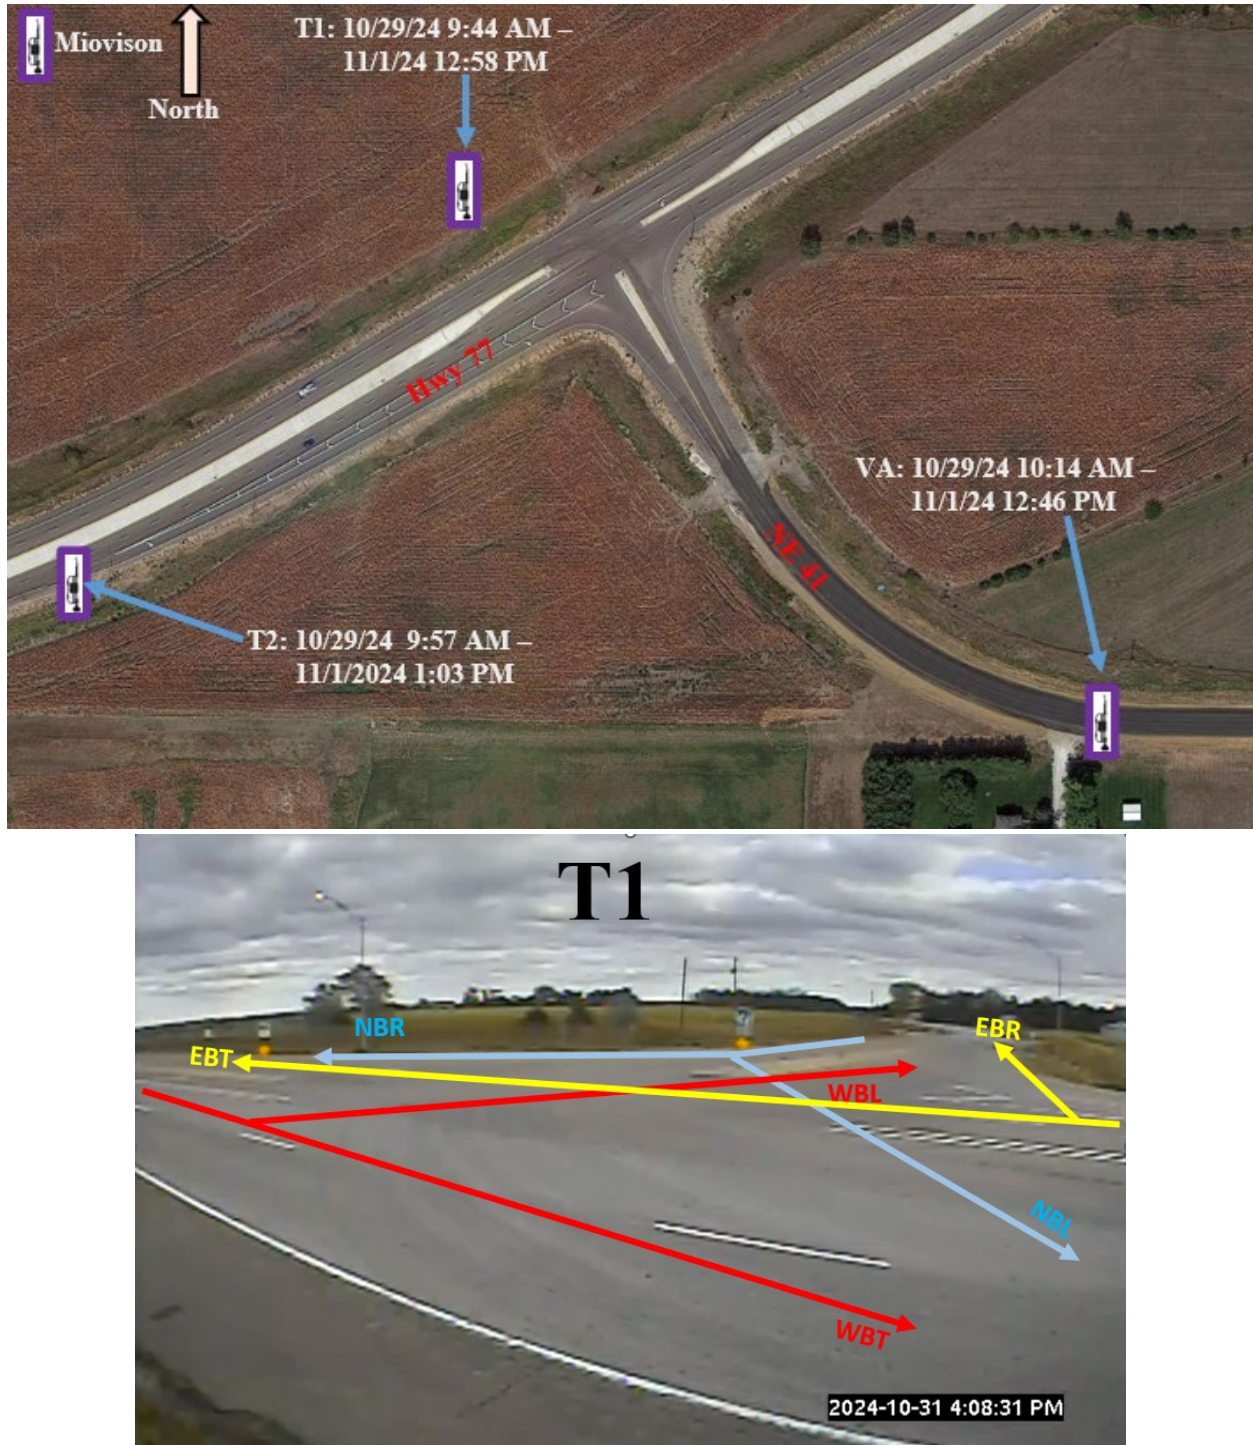 Miovison
North
T1: 10/29/24 9:44 AM –
11/1/24 12:58 PM
Hwy 77
VA: 10/29/24 10:14 AM –
11/1/24 12:46 PM
NE 41
T2: 10/29/24 9:57 AM –
11/1/2024 1:03 PM
T1
NBR
EBR
EBT
WBL
NBL
WBT
2024-10-31 4:08:31 PM